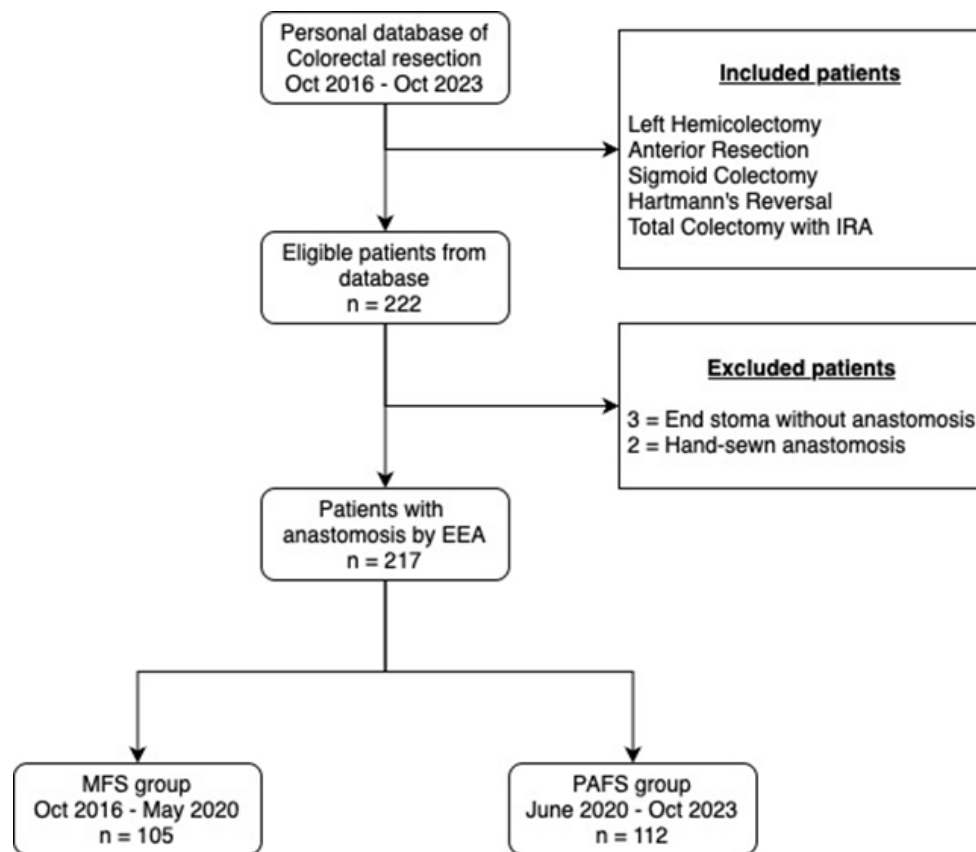 Personal database of
Colorectal resection
Oct 2016 - Oct 2023
Included patients
Left Hemicolectomy
Anterior Resection
Sigmoid Colectomy
Hartmann's Reversal
Total Colectomy with IRA
Eligible patients from
database
n = 222
Excluded patients
3 = End stoma without anastomosis
2 = Hand-sewn anastomosis
Patients with
anastomosis by EEA
n = 217
MFS group
Oct 2016 - May 2020
n = 105
PAFS group
June 2020 - Oct 2023
n = 112